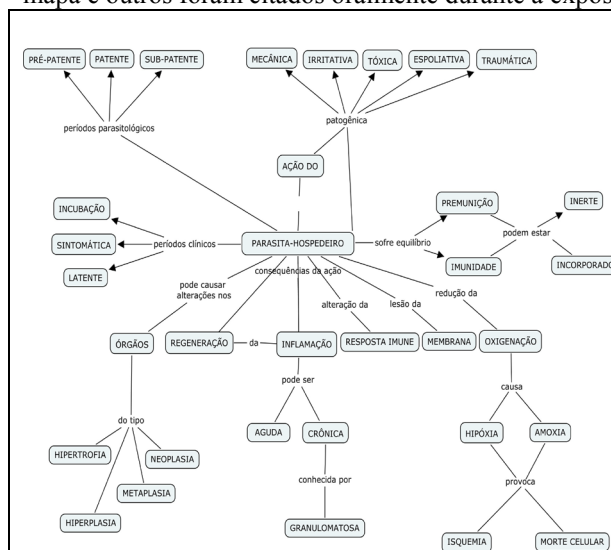 mapa e outros foram citados oralmente durante a expos
PRÉ-PATENTE PATENTE SUB-PATENTE
MECÂNICA IRRITATIVA TÓXICA ESPOLIATIVA TRAUMÁTICA
períodos parasitológicos
patogênica
AÇÃO DO
INCUBAÇÃO
SINTOMÁTICA
LATENTE
períodos clínicos
PARASITA-HOSPEDEIRO
sofre equilíbrio
PREMUNIÇÃO
IMUNIDADE
podem estar
INERTE
INCORPORADO
consequências da ação
pode causar
alterações nos
alteração da
lesão da
redução da
ÓRGÃOS
REGENERAÇÃO
da
INFLAMAÇÃO
RESPOSTA IMUNE
MEMBRANA
OXIGENAÇÃO
do tipo
HIPERTROFIA
NEOPLASIA
METAPLASIA
HIPERPLASIA
pode ser
AGUDA
CRÔNICA
conhecida por
GRANULOMATOSA
causa
HIPÓXIA
AMOXIA
provoca
ISQUEMIA
MORTE CELULAR